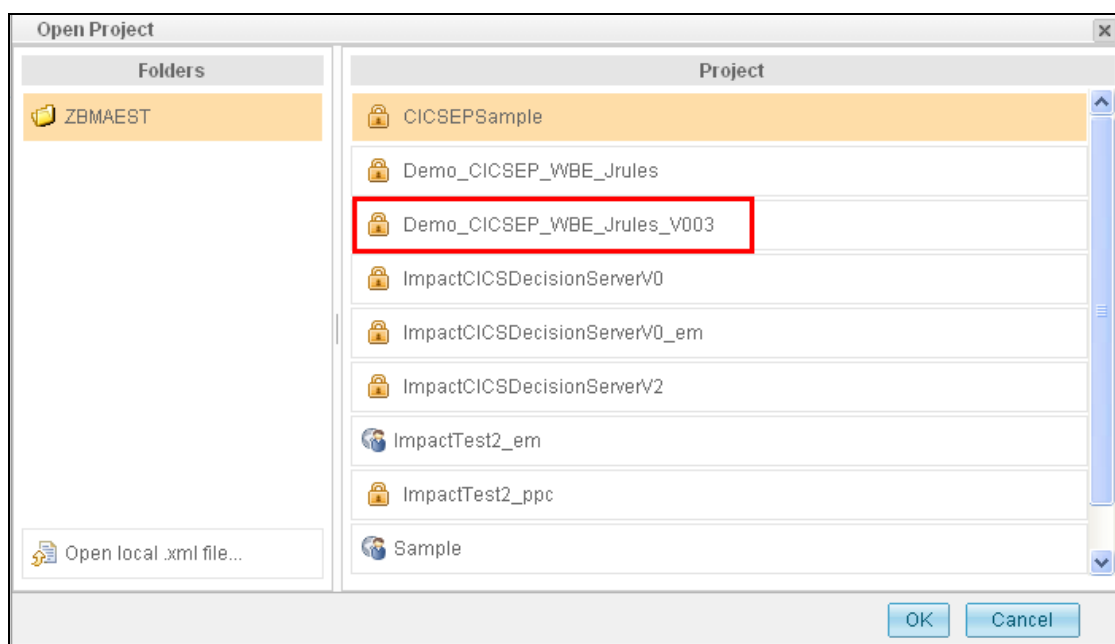 Open Project
Folders
Project
ZBMAEST
CICSEPSample
Demo_CICSEP_WBE_Jrules
Demo_CICSEP_WBE_Jrules_V003
ImpactCICSDecisionServerV0
ImpactCICSDecisionServerV0_em
ImpactCICSDecisionServerV2
ImpactTest2_em
ImpactTest2_ppc
Sample
Open local .xml file...
OK
Cancel